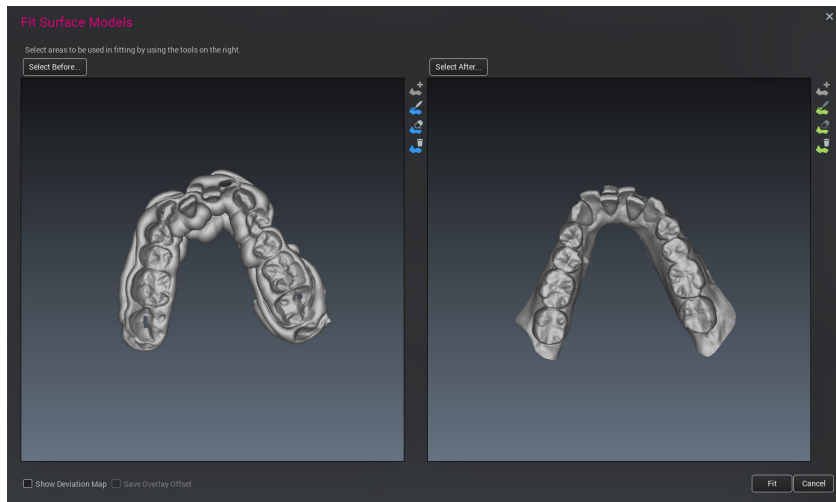 Fit Surface Models
Select areas to be used in fitting by using the tools on the right.
Select Before...
Select After...
Show Deviation Map
Save Overlay Offset
Fit
Cancel